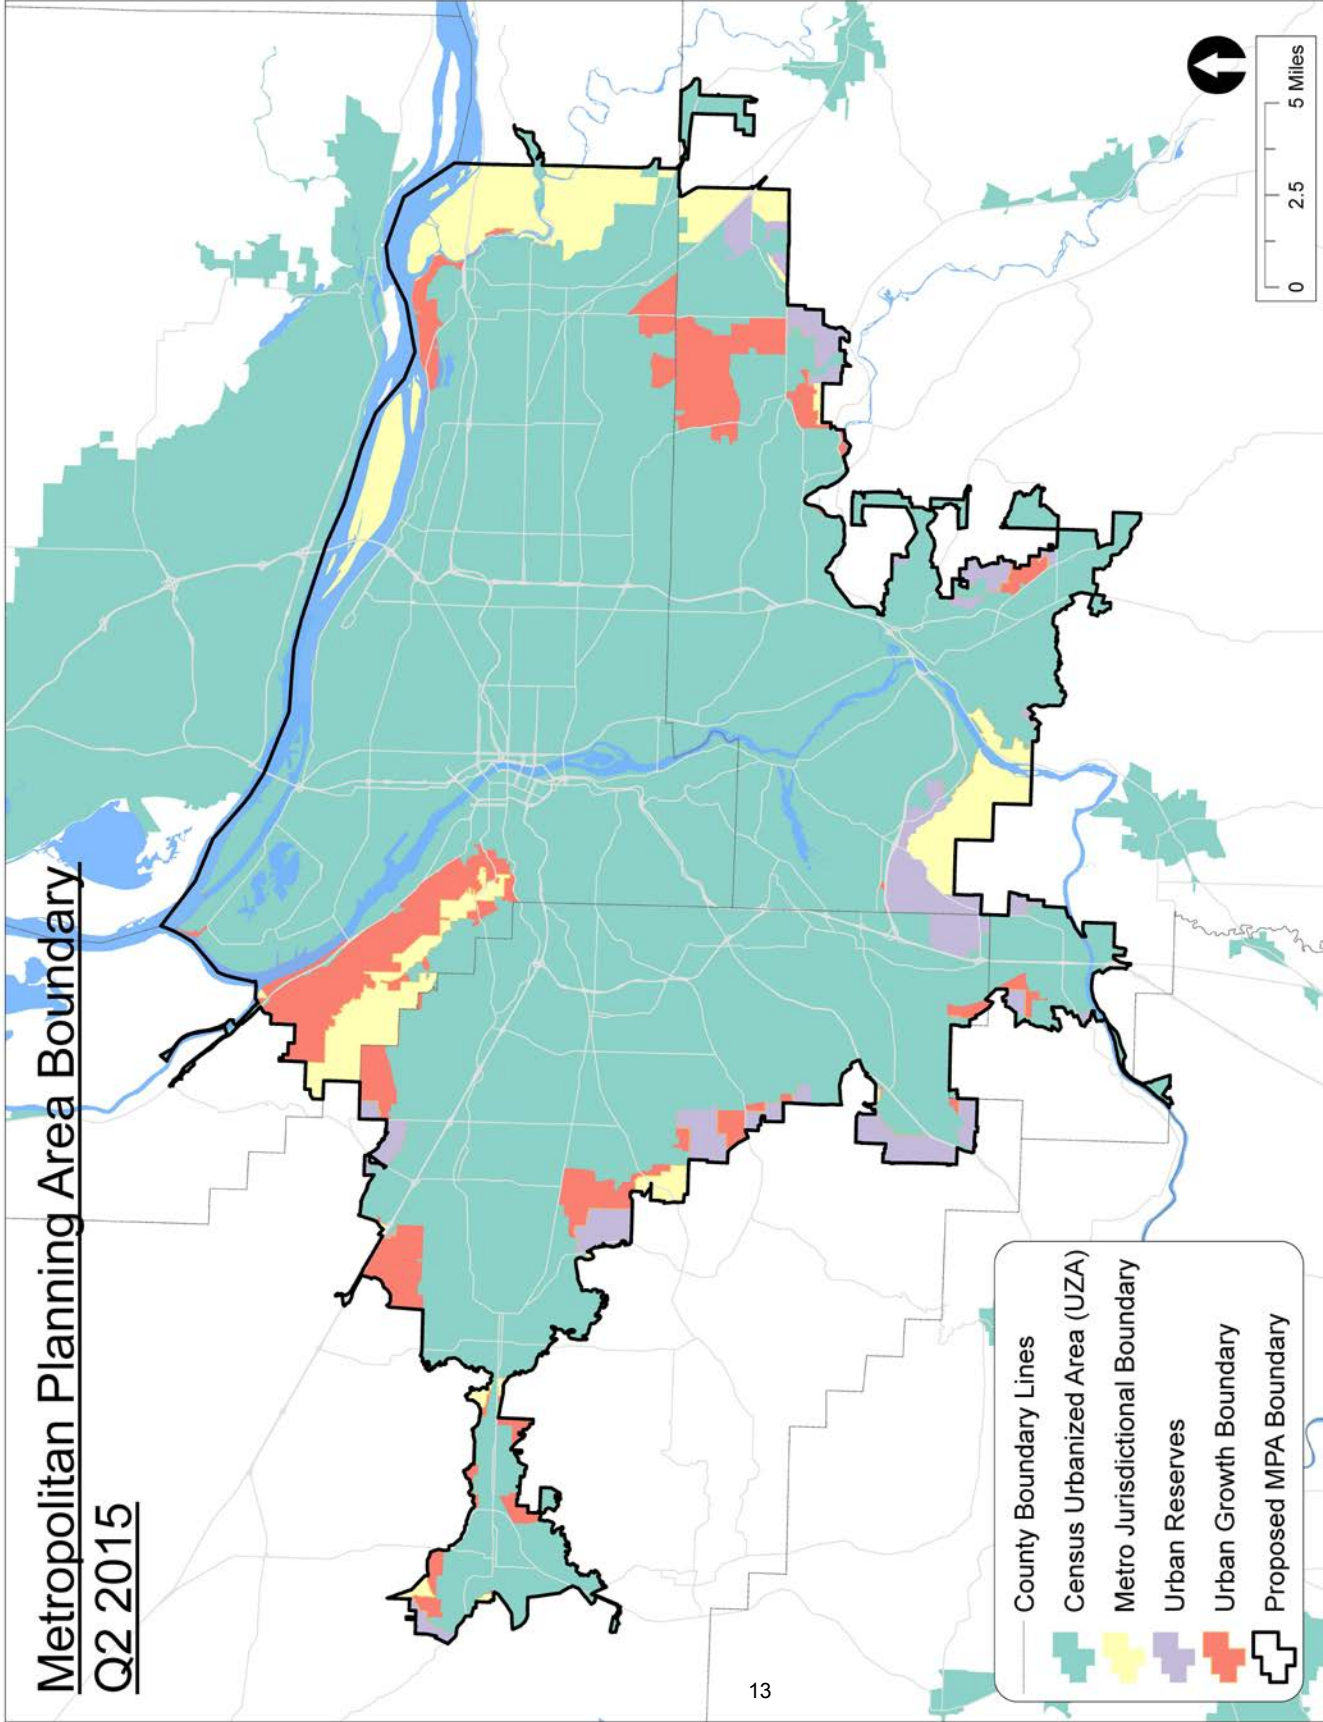 Metropolitan Planning Area Boundary
Q2 2015
County Boundary Lines
Census Urbanized Area (UZA)
Metro Jurisdictional Boundary
Urban Reserves
Urban Growth Boundary
Proposed MPA Boundary
0 2.5 5 Miles
13